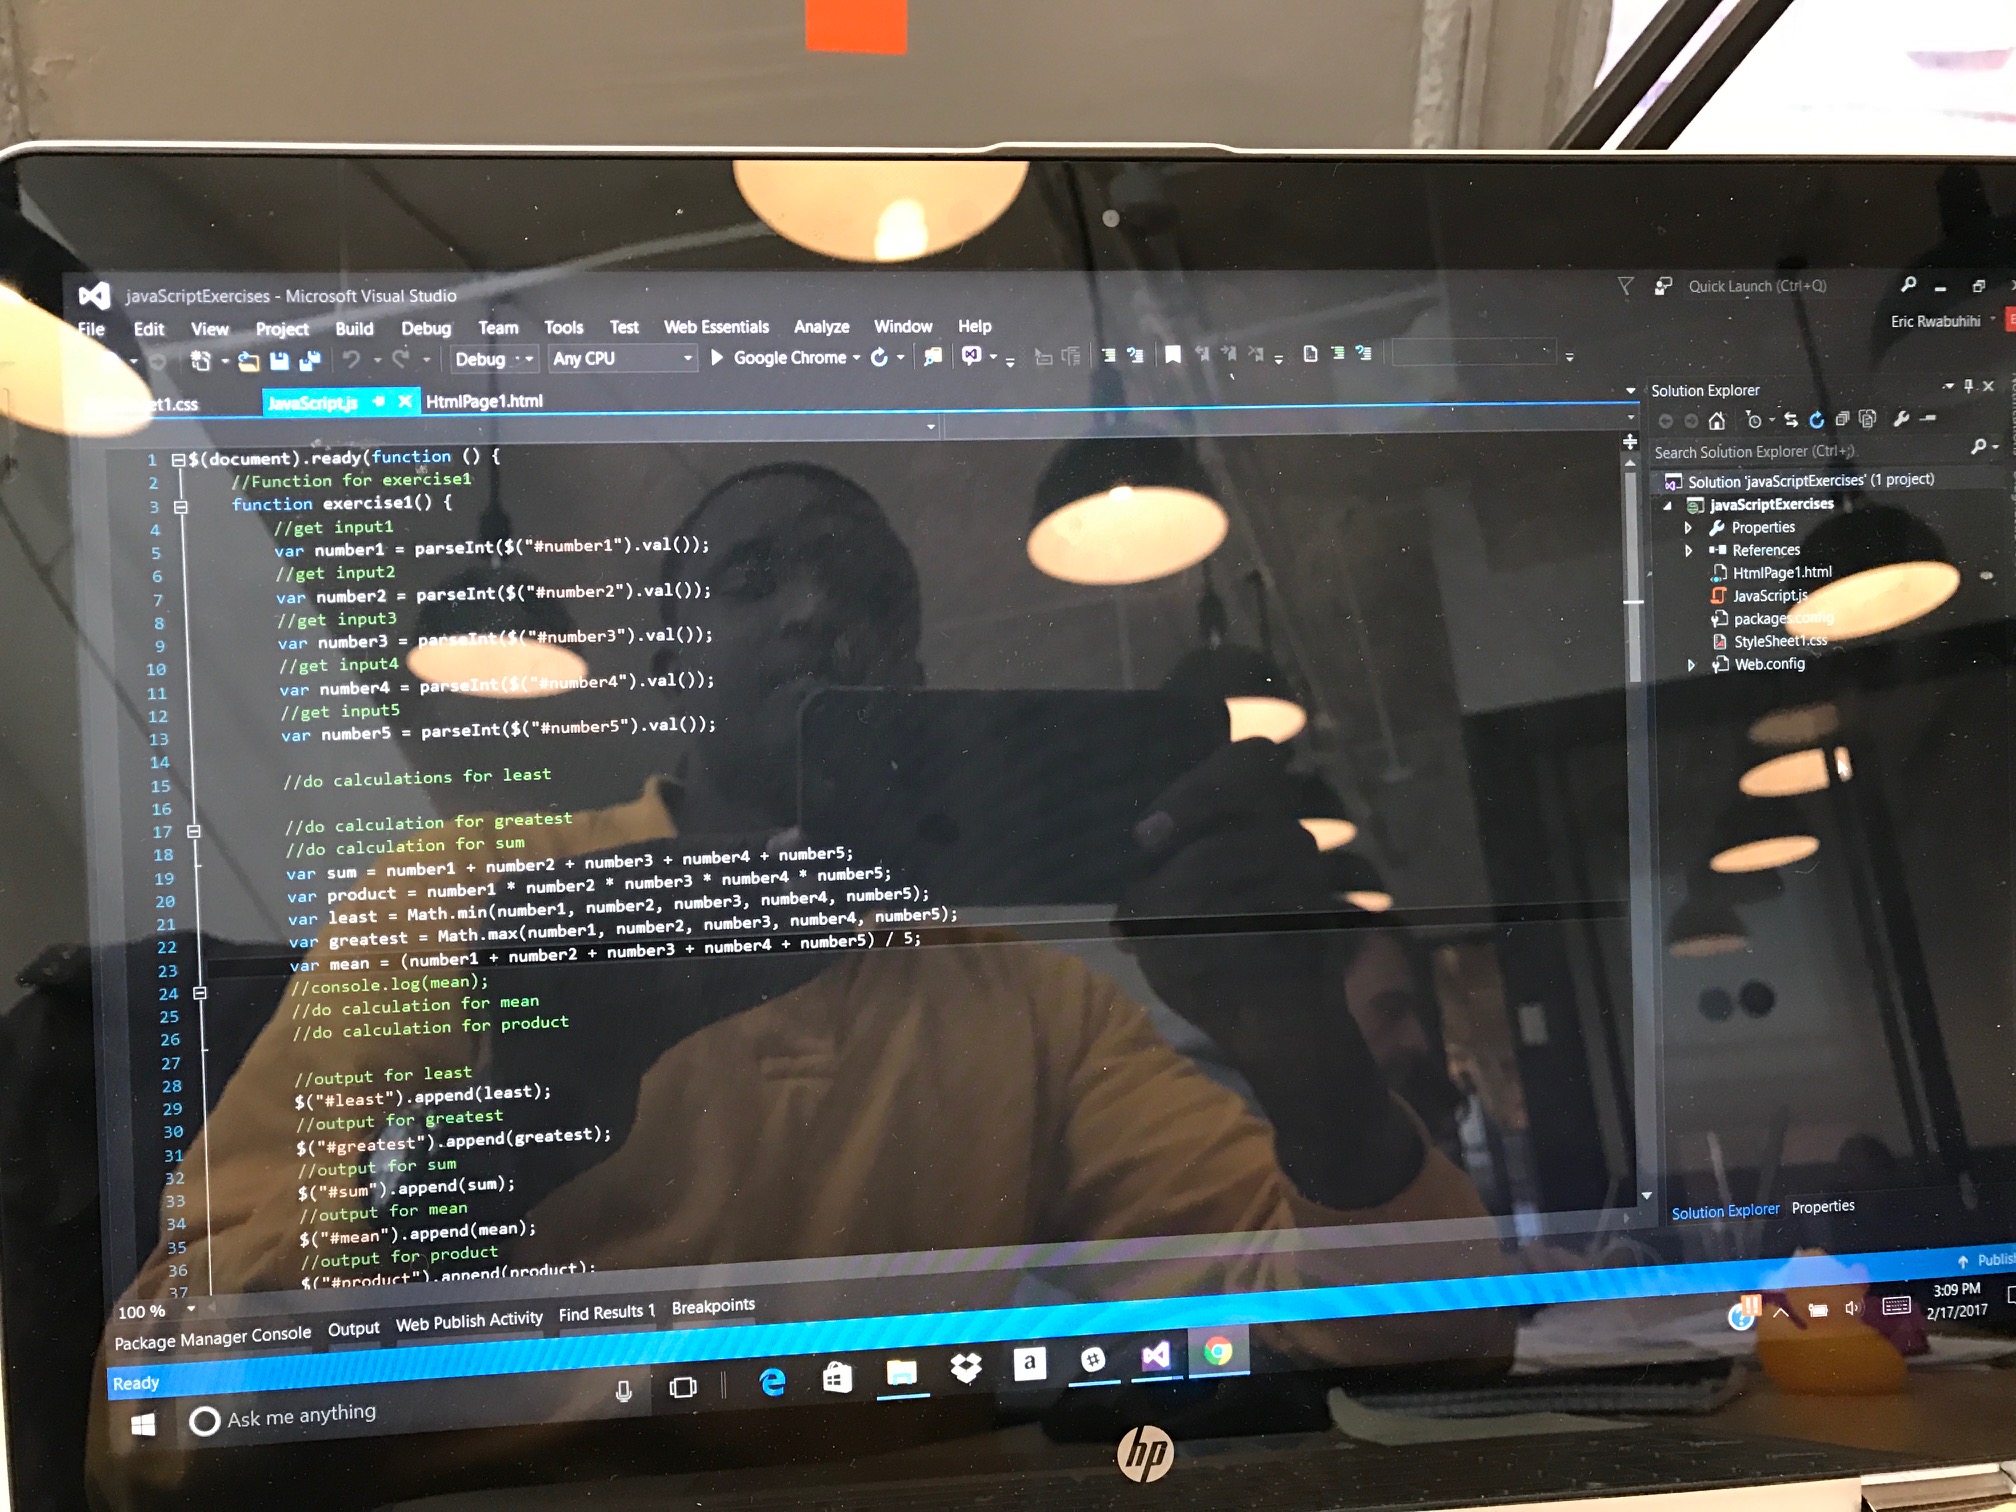 javaScriptExercises - Microsoft Visual Studio
Quick Launch (Ctrl+Q)
File Edit View Project Build Debug Team Tools Test Web Essentials Analyze Window Help
Eric Rwabuhihi
Debug Any CPU Google Chrome
et1.css JavaScript.js HtmlPage1.html
1 $(document).ready(function () {
2 //Function for exercise1
3 function exercise1() {
4 //get input1
5 var number1 = parseInt($("#number1").val());
6 //get input2
7 var number2 = parseInt($("#number2").val());
8 //get input3
9 var number3 = parseInt($("#number3").val());
10 //get input4
11 var number4 = parseInt($("#number4").val());
12 //get input5
13 var number5 = parseInt($("#number5").val());
14
15 //do calculations for least
16
17 //do calculation for greatest
18 //do calculation for sum
19 var sum = number1 + number2 + number3 + number4 + number5;
20 var product = number1 * number2 * number3 * number4 * number5;
21 var least = Math.min(number1, number2, number3, number4, number5);
22 var greatest = Math.max(number1, number2, number3, number4, number5);
23 var mean = (number1 + number2 + number3 + number4 + number5) / 5;
24 //console.log(mean);
25 //do calculation for mean
26 //do calculation for product
27
28 //output for least
29 $("#least").append(least);
30 //output for greatest
31 $("#greatest").append(greatest);
32 //output for sum
33 $("#sum").append(sum);
34 //output for mean
35 $("#mean").append(mean);
36 //output for product
37 $("#product").append(product);
Solution Explorer
Search Solution Explorer (Ctrl+;)
Solution 'javaScriptExercises' (1 project)
javaScriptExercises
Properties
References
HtmlPage1.html
JavaScript.js
packages.config
StyleSheet1.css
Web.config
Solution Explorer Properties
100 %
Package Manager Console Output Web Publish Activity Find Results 1 Breakpoints
Ready
Publis
Ask me anything
a
3:09 PM
2/17/2017
hp